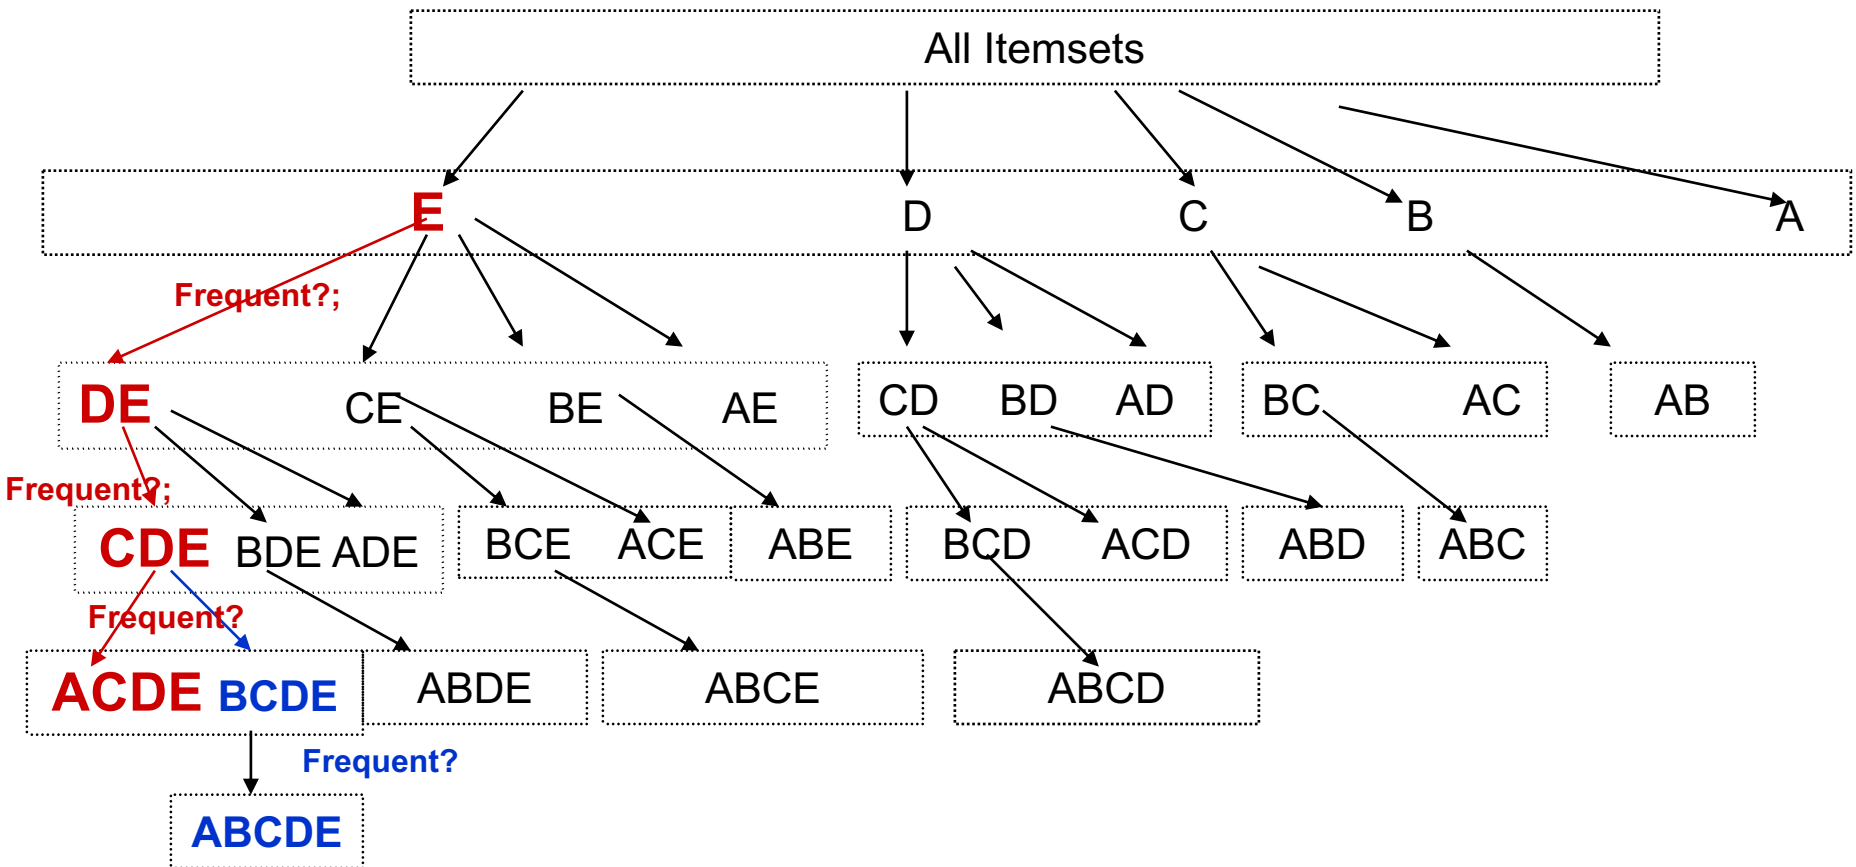 All Itemsets
E D C B A
Frequent?;
DE CE BE AE CD BD AD BC AC AB
Frequent?;
CDE BDE ADE BCE ACE ABE BCD ACD ABD ABC
Frequent?
ACDE BCDE ABDE ABCE ABCD
Frequent?
ABCDE